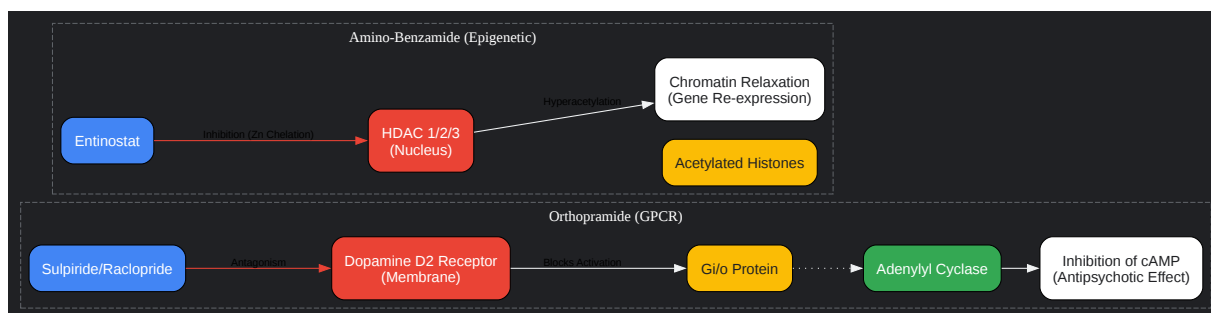 Amino-Benzamide (Epigenetic)
Entinostat
Inhibition (Zn Chelation)
HDAC 1/2/3
(Nucleus)
Hyperacetylation
Chromatin Relaxation
(Gene Re-expression)
Acetylated Histones
Orthopramide (GPCR)
Sulpiride/Raclopride
Antagonism
Dopamine D2 Receptor
(Membrane)
Blocks Activation
Gi/o Protein
Adenylyl Cyclase
Inhibition of cAMP
(Antipsychotic Effect)